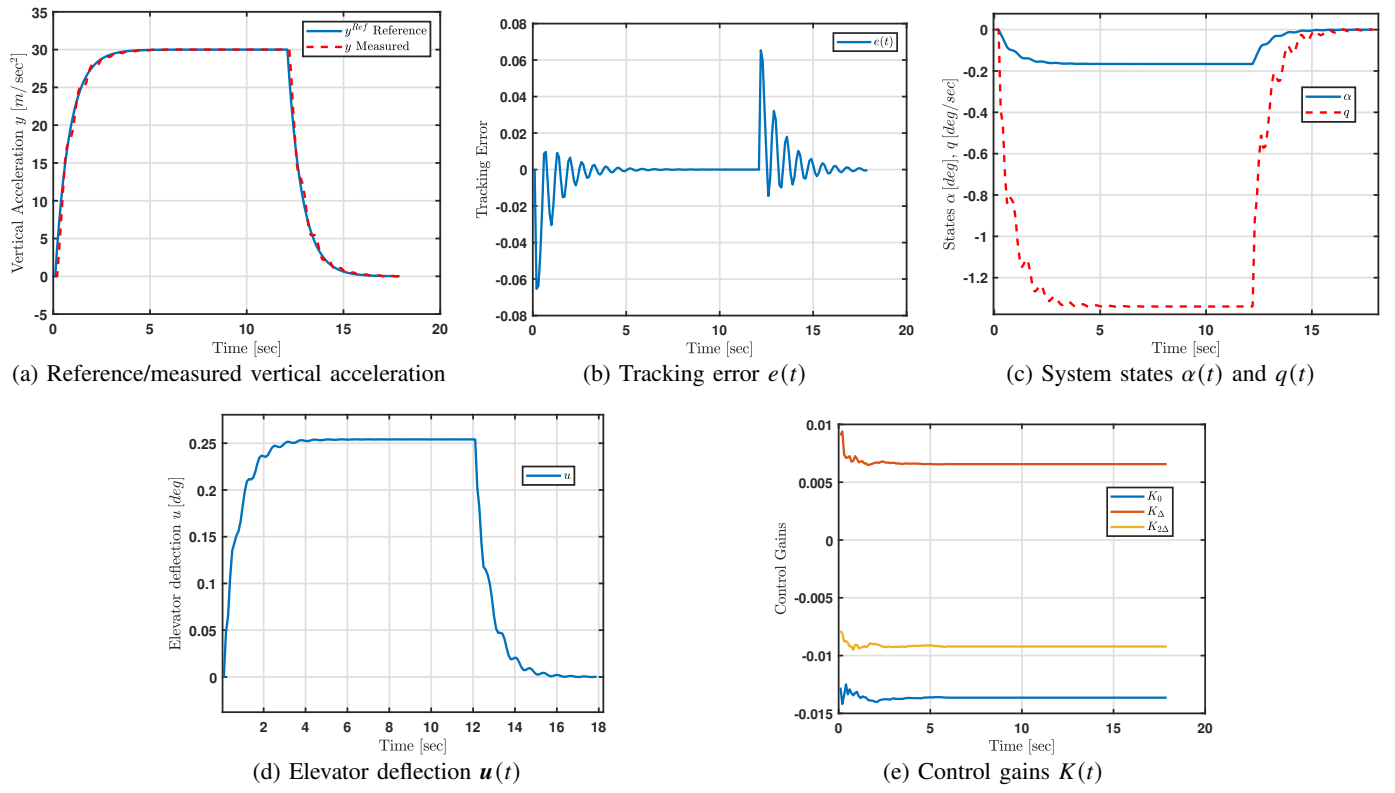 35
30
25
20
15
10
5
0
-5
0 5 10 15 20
Vertical Acceleration y [m/sec²]
Time [sec]
y^{Ref} Reference
y Measured
(a) Reference/measured vertical acceleration
0.08
0.06
0.04
0.02
0
-0.02
-0.04
-0.06
-0.08
0 5 10 15 20
Tracking Error
Time [sec]
e(t)
(b) Tracking error e(t)
0
-0.2
-0.4
-0.6
-0.8
-1
-1.2
0 5 10 15
States α [deg], q [deg/sec]
Time [sec]
α
q
(c) System states α(t) and q(t)
0.25
0.2
0.15
0.1
0.05
0
2 4 6 8 10 12 14 16 18
Elevator deflection u [deg]
Time [sec]
u
(d) Elevator deflection u(t)
0.01
0.005
0
-0.005
-0.01
-0.015
0 5 10 15 20
Control Gains
Time [sec]
K₀
K_Δ
K_{2Δ}
(e) Control gains K(t)